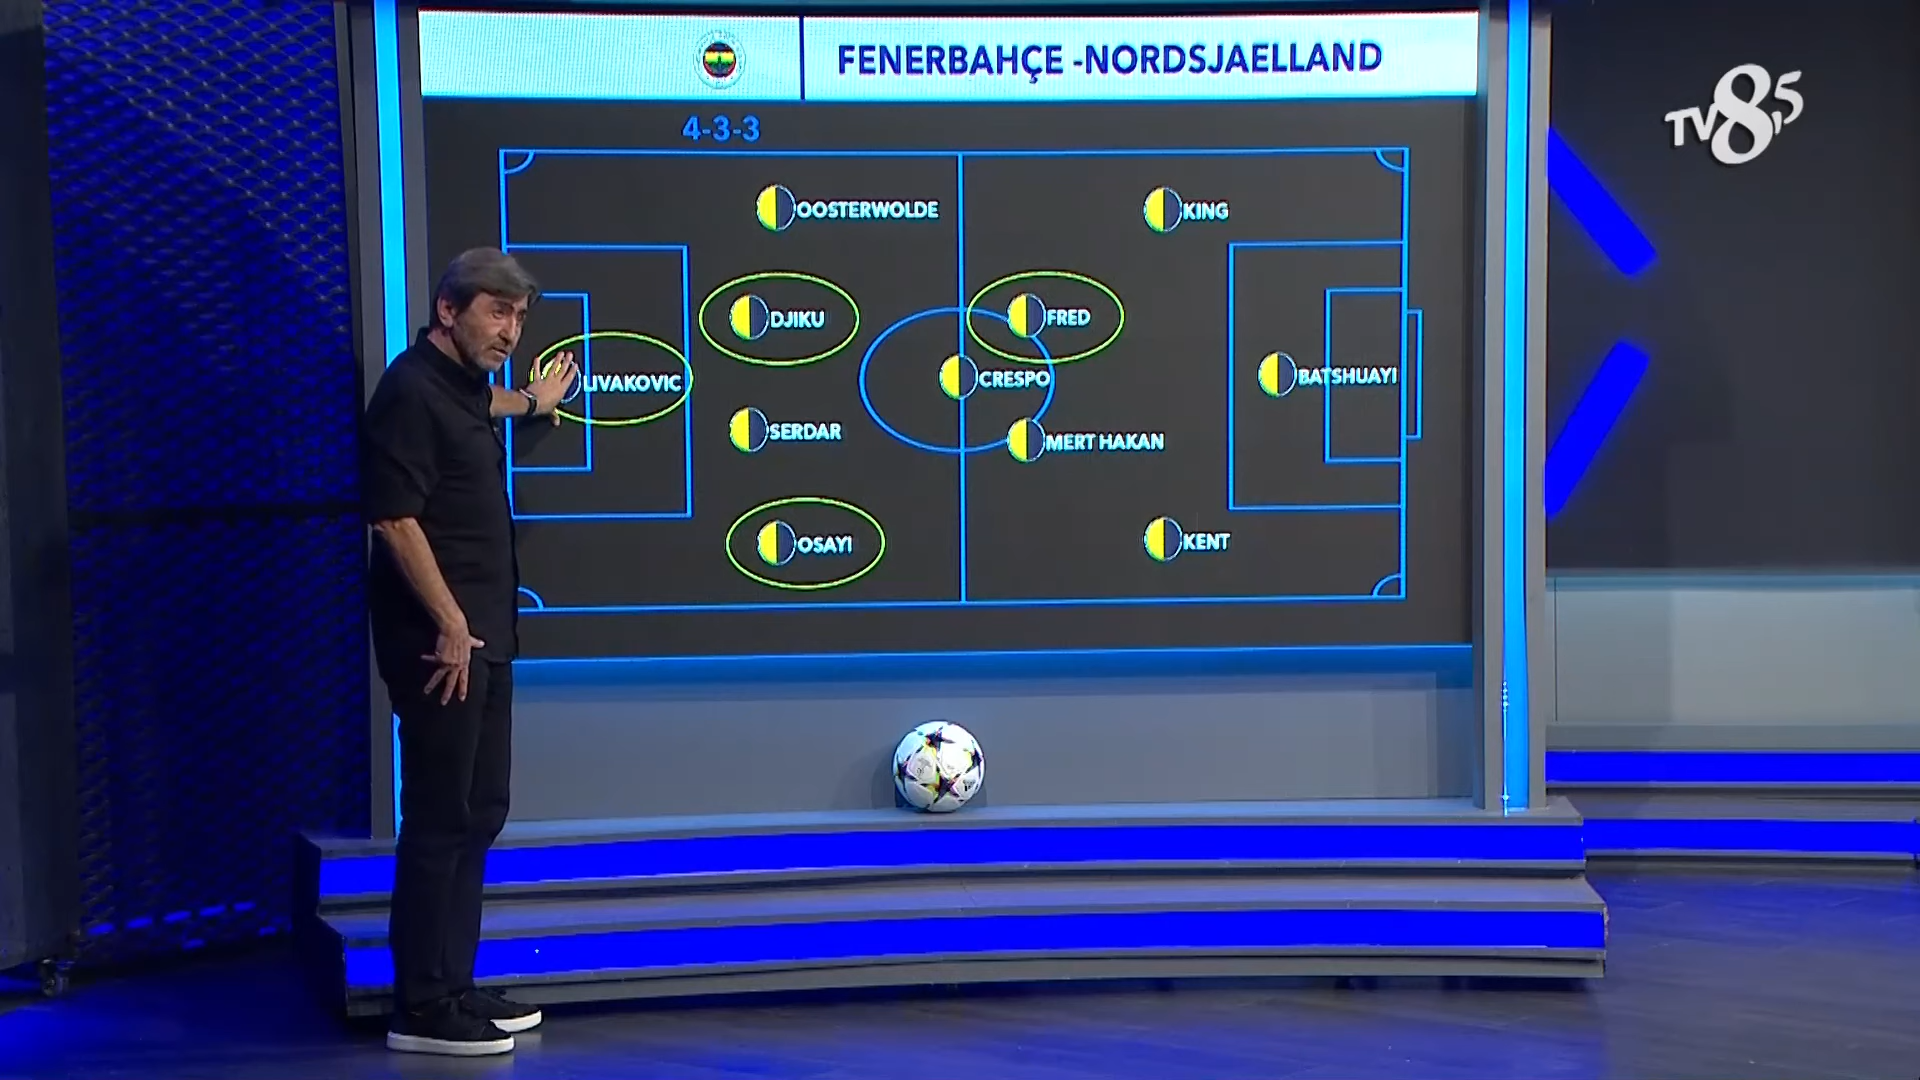 FENERBAHÇE -NORDSJAELLAND
TV8,5
4-3-3
OOSTERWOLDE
KING
DJIKU
FRED
LIVAKOVIC
CRESPO
BATSHUAYI
SERDAR
MERT HAKAN
OSAYI
KENT